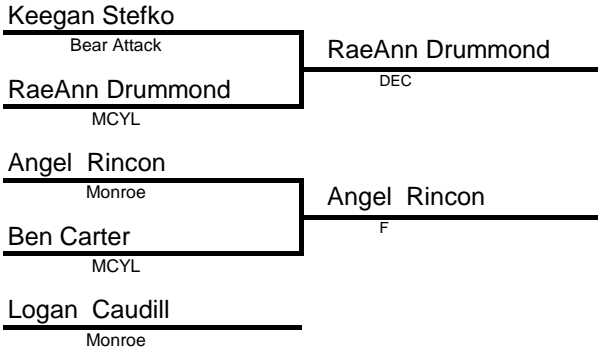 Keegan Stefko
Bear Attack
RaeAnn Drummond
DEC
RaeAnn Drummond
MCYL
Angel Rincon
Monroe
Angel Rincon
F
Ben Carter
MCYL
Logan Caudill
Monroe